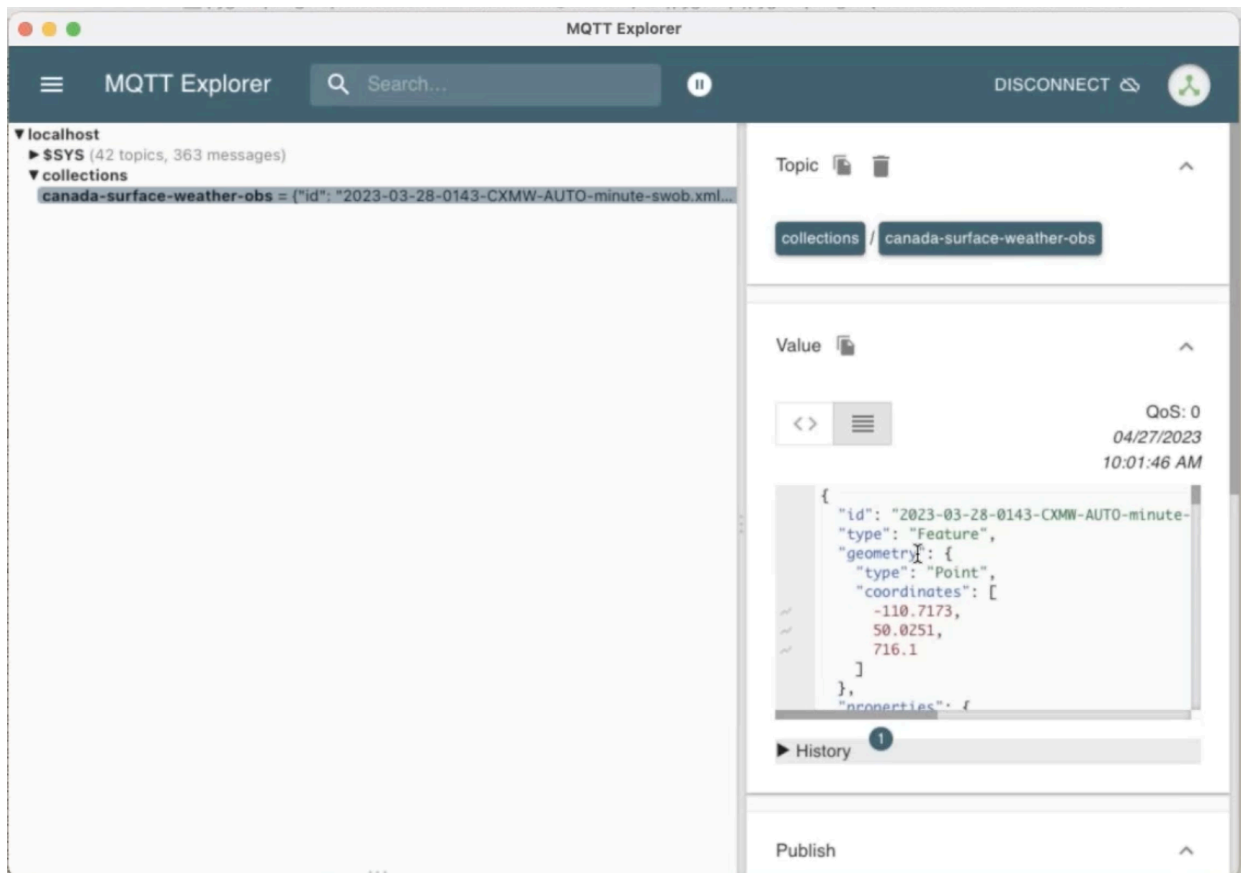 MQTT Explorer
MQTT Explorer
Search...
DISCONNECT
▼ localhost
▶ $SYS (42 topics, 363 messages)
▼ collections
canada-surface-weather-obs = {"id": "2023-03-28-0143-CXMW-AUTO-minute-swob.xml...
Topic
collections / canada-surface-weather-obs
Value
QoS: 0
04/27/2023
10:01:46 AM
{
"id": "2023-03-28-0143-CXMW-AUTO-minute-
"type": "Feature",
"geometry": {
"type": "Point",
"coordinates": [
-110.7173,
50.0251,
716.1
]
},
"properties": {
▶ History 1
Publish